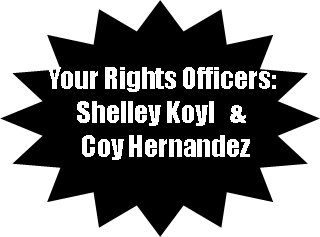 Your Rights Officers:
Shelley Koyl &
Coy Hernandez